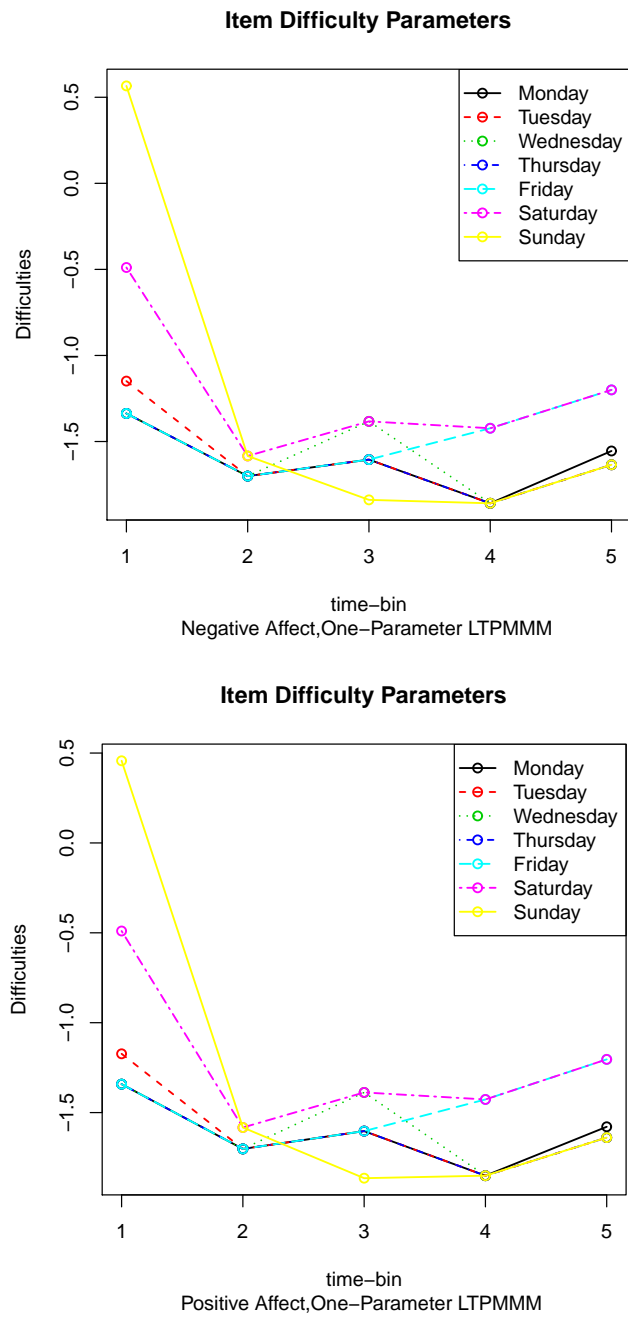 Item Difficulty Parameters
0.5
0.0
−0.5
−1.0
−1.5
Difficulties
Monday
Tuesday
Wednesday
Thursday
Friday
Saturday
Sunday
1 2 3 4 5
time−bin
Negative Affect,One−Parameter LTPMMM
Item Difficulty Parameters
0.5
0.0
−0.5
−1.0
−1.5
Difficulties
Monday
Tuesday
Wednesday
Thursday
Friday
Saturday
Sunday
1 2 3 4 5
time−bin
Positive Affect,One−Parameter LTPMMM